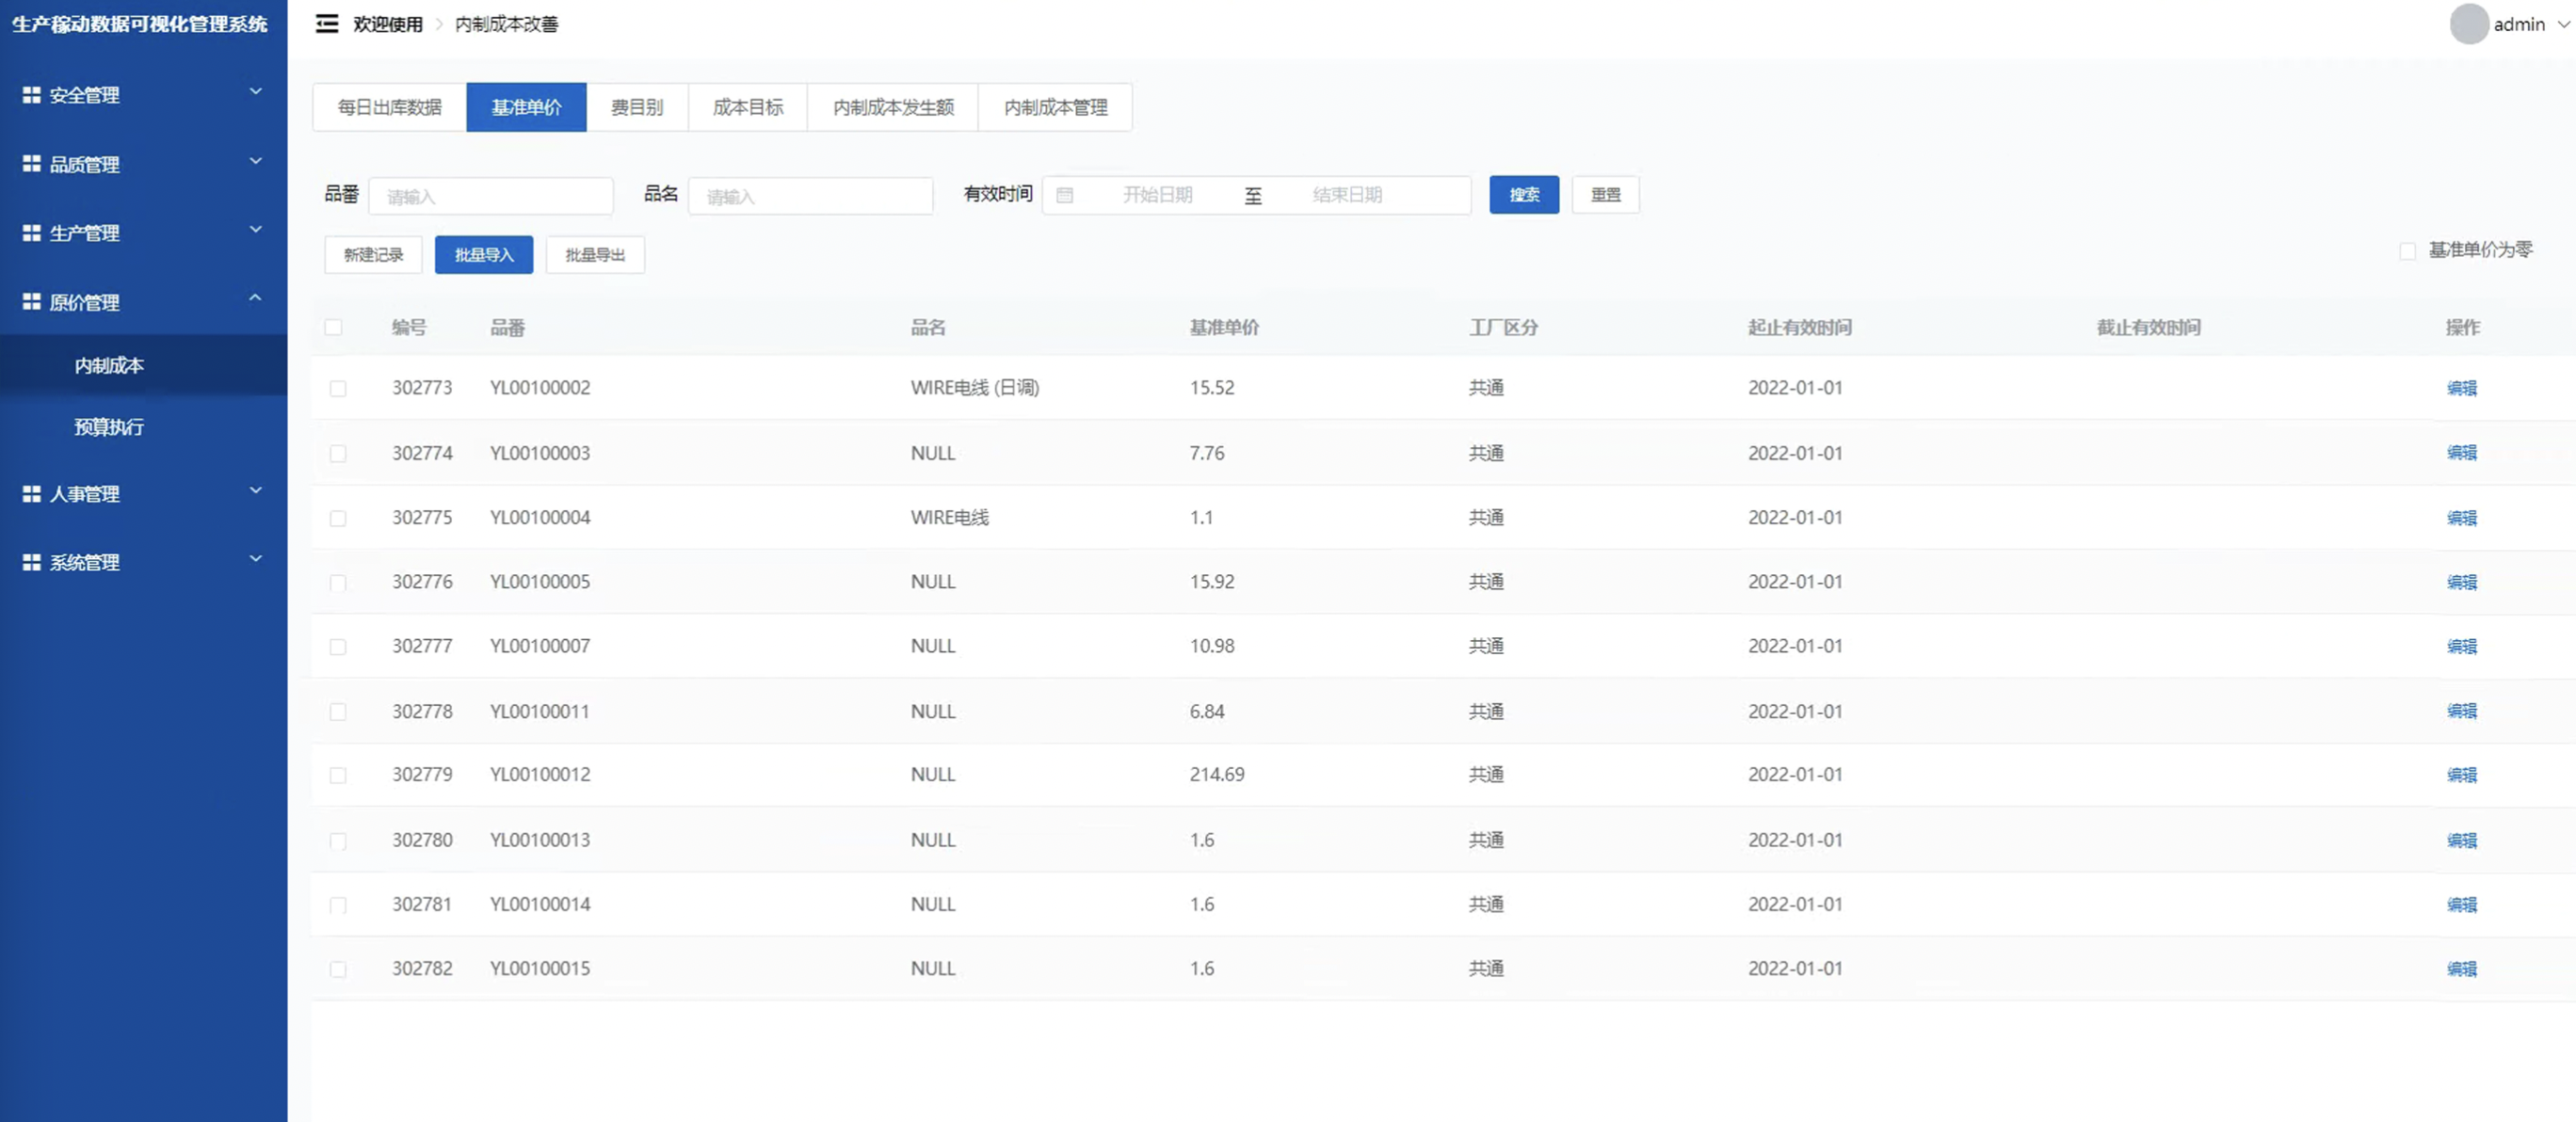 生产稼动数据可视化管理系统
欢迎使用 > 内制成本改善
admin
安全管理
品质管理
生产管理
原价管理
内制成本
预算执行
人事管理
系统管理
每日出库数据 基准单价 费目别 成本目标 内制成本发生额 内制成本管理
品番 请输入 品名 请输入 有效时间 开始日期 至 结束日期 搜索 重置
新建记录 批量导入 批量导出 基准单价为零
编号 品番 品名 基准单价 工厂区分 起止有效时间 截止有效时间 操作
302773 YL00100002 WIRE电线 (日调) 15.52 共通 2022-01-01 编辑
302774 YL00100003 NULL 7.76 共通 2022-01-01 编辑
302775 YL00100004 WIRE电线 1.1 共通 2022-01-01 编辑
302776 YL00100005 NULL 15.92 共通 2022-01-01 编辑
302777 YL00100007 NULL 10.98 共通 2022-01-01 编辑
302778 YL00100011 NULL 6.84 共通 2022-01-01 编辑
302779 YL00100012 NULL 214.69 共通 2022-01-01 编辑
302780 YL00100013 NULL 1.6 共通 2022-01-01 编辑
302781 YL00100014 NULL 1.6 共通 2022-01-01 编辑
302782 YL00100015 NULL 1.6 共通 2022-01-01 编辑